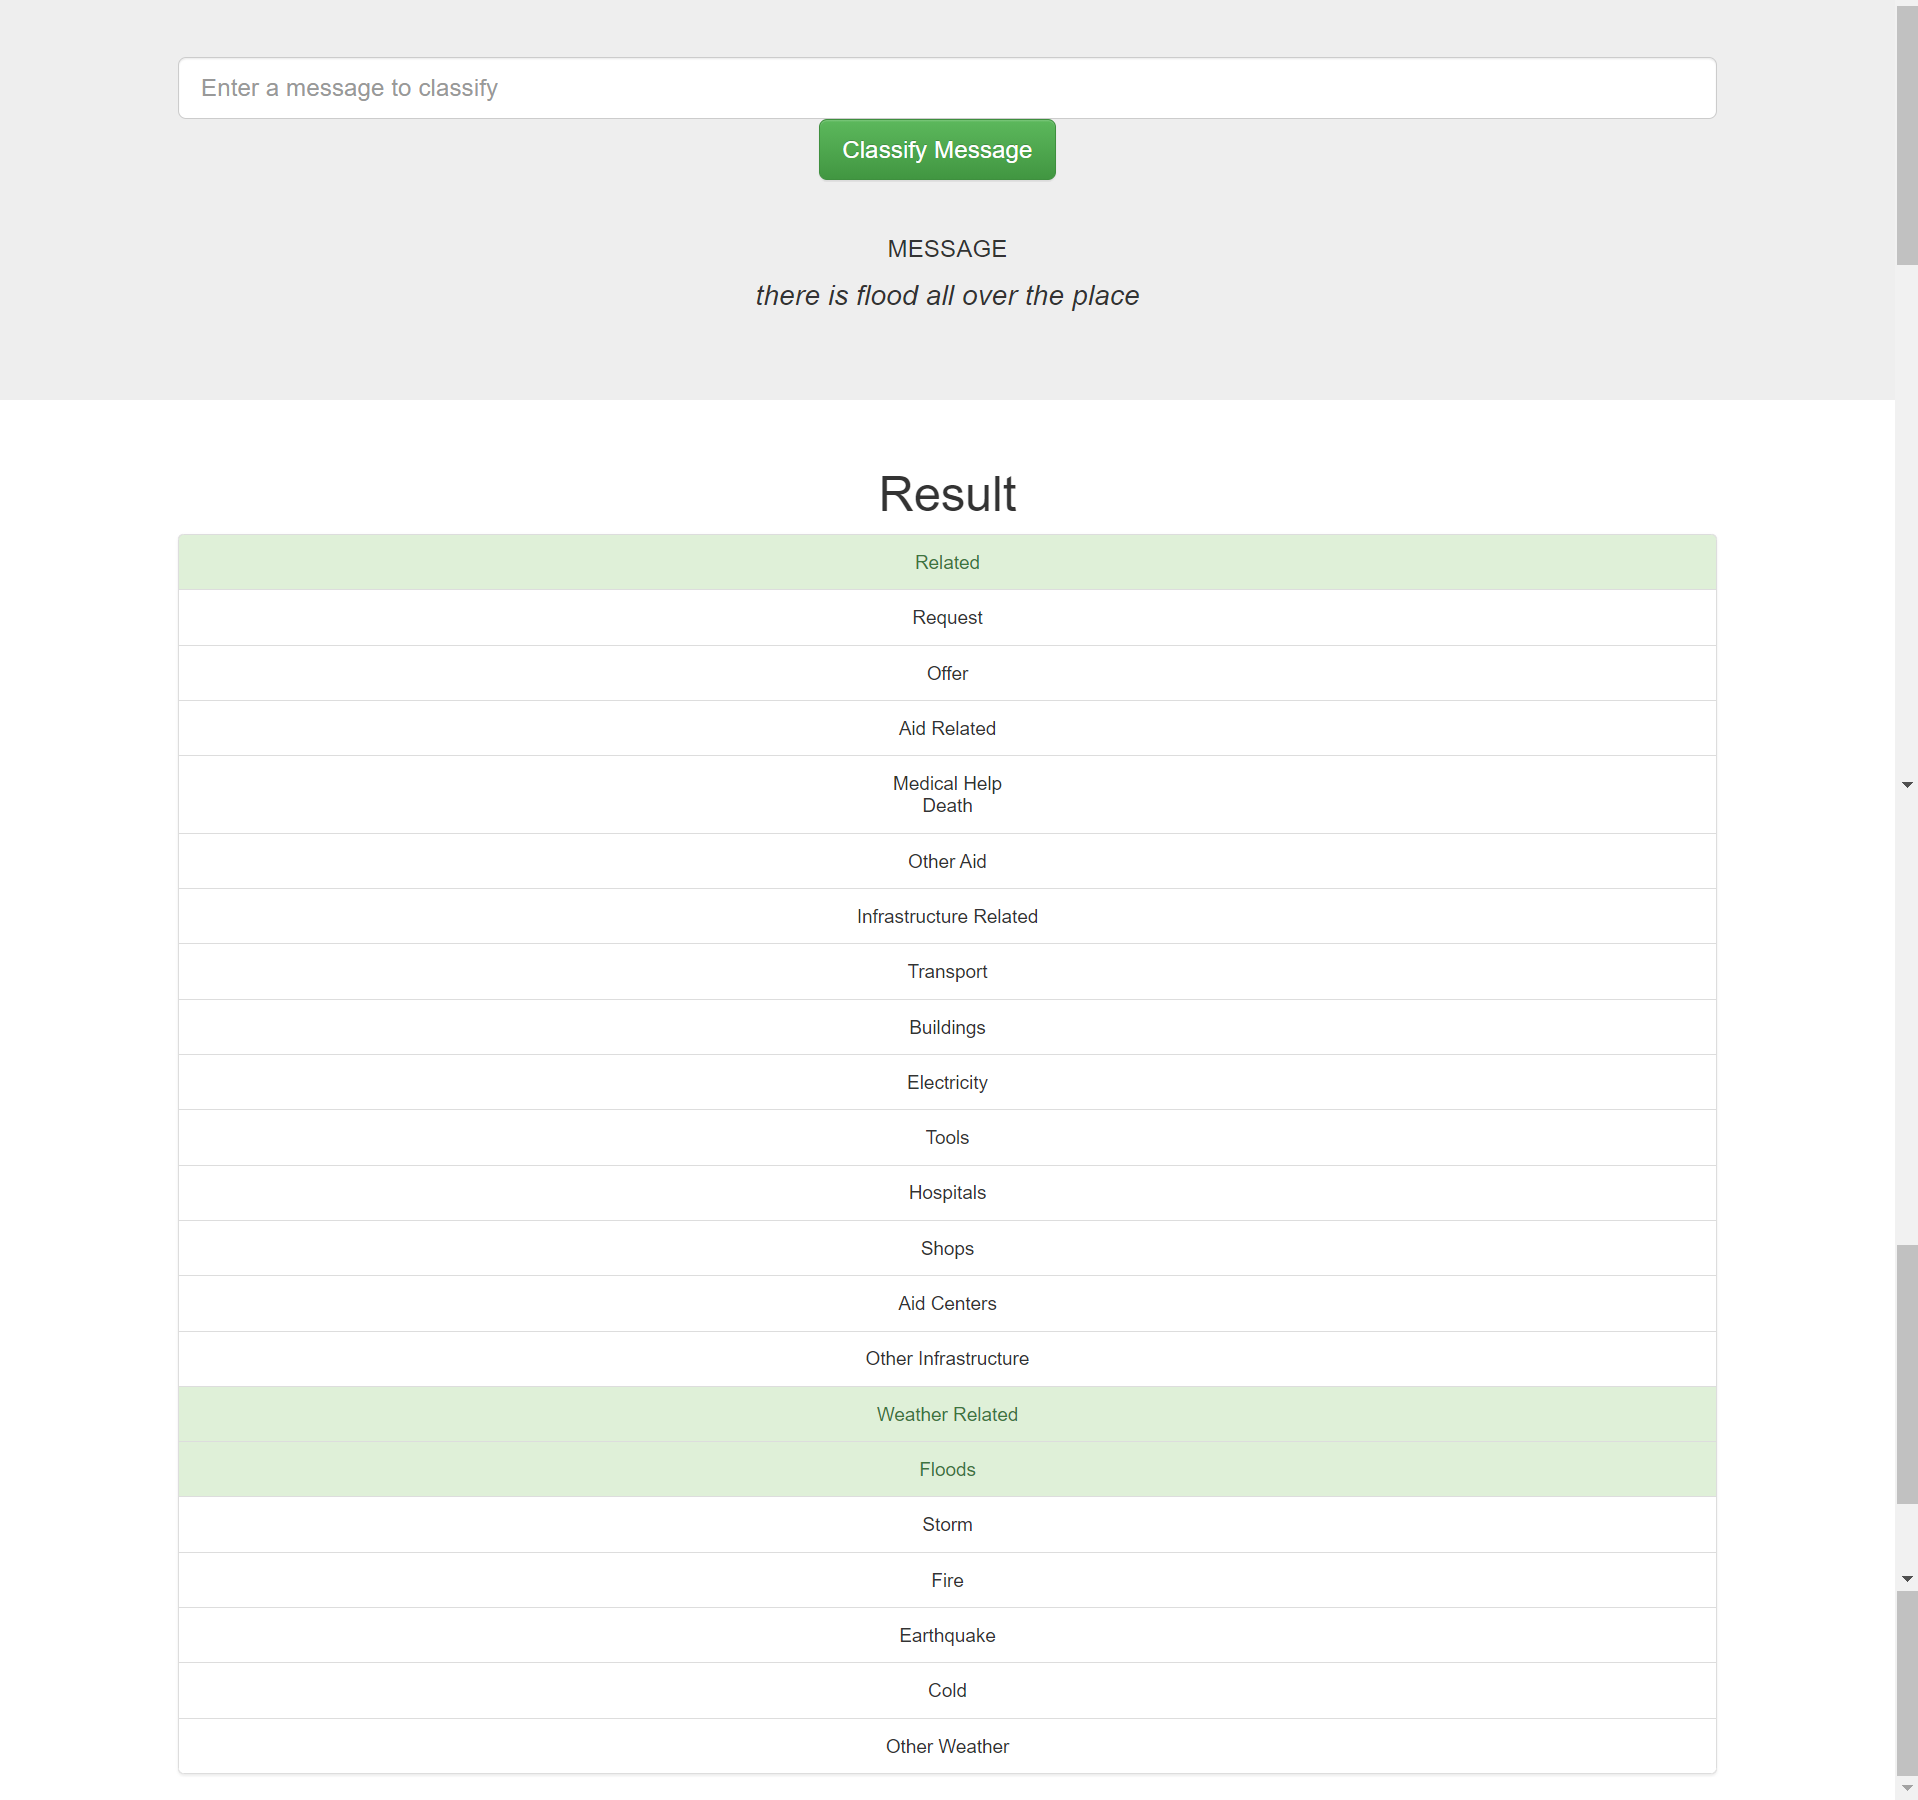 Enter a message to classify
Classify Message
MESSAGE
there is flood all over the place
Result
Related
Request
Offer
Aid Related
Medical Help
Death
Other Aid
Infrastructure Related
Transport
Buildings
Electricity
Tools
Hospitals
Shops
Aid Centers
Other Infrastructure
Weather Related
Floods
Storm
Fire
Earthquake
Cold
Other Weather